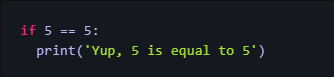 if 5 == 5:
  print('Yup, 5 is equal to 5')